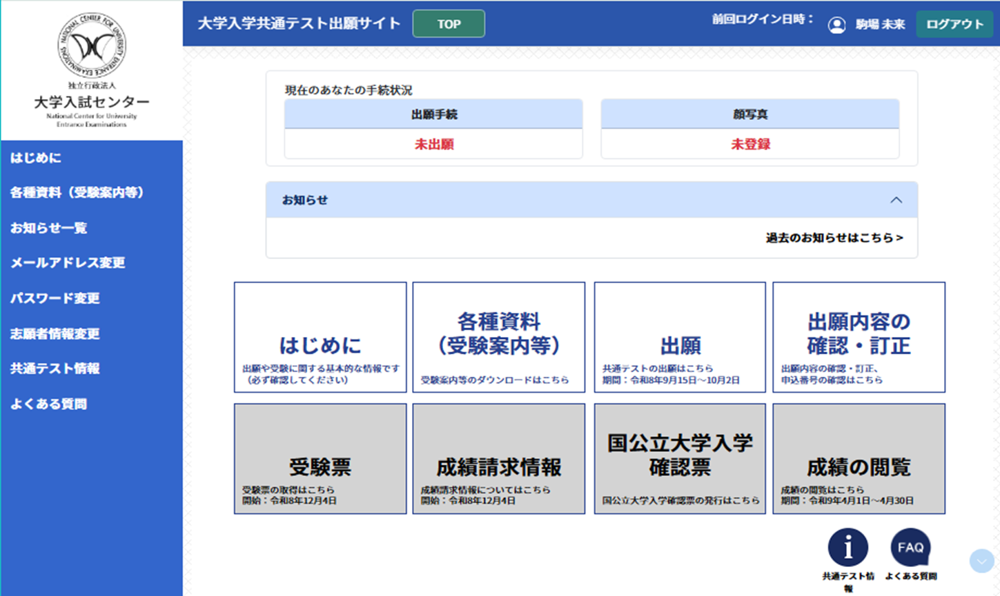 NATIONAL CENTER FOR UNIVERSITY ENTRANCE EXAMINATIONS
独立行政法人
大学入試センター
National Center for University
Entrance Examinations
はじめに
各種資料（受験案内等）
お知らせ一覧
メールアドレス変更
パスワード変更
志願者情報変更
共通テスト情報
よくある質問
大学入学共通テスト出願サイト
TOP
前回ログイン日時：
駒場 未来
ログアウト
現在のあなたの手続状況
出願手続
未出願
顔写真
未登録
お知らせ
過去のお知らせはこちら >
はじめに
出願や受験に関する基本的な情報です
（必ず確認してください）
各種資料
（受験案内等）
受験案内等のダウンロードはこちら
出願
共通テストの出願はこちら
期間：令和8年9月15日～10月2日
出願内容の
確認・訂正
出願内容の確認・訂正、
申込番号の確認はこちら
受験票
受験票の取得はこちら
開始：令和8年12月4日
成績請求情報
成績請求情報についてはこちら
開始：令和8年12月4日
国公立大学入学
確認票
国公立大学入学確認票の発行はこちら
成績の閲覧
成績の閲覧はこちら
期間：令和9年4月1日～4月30日
i
共通テスト情
報
FAQ
よくある質問